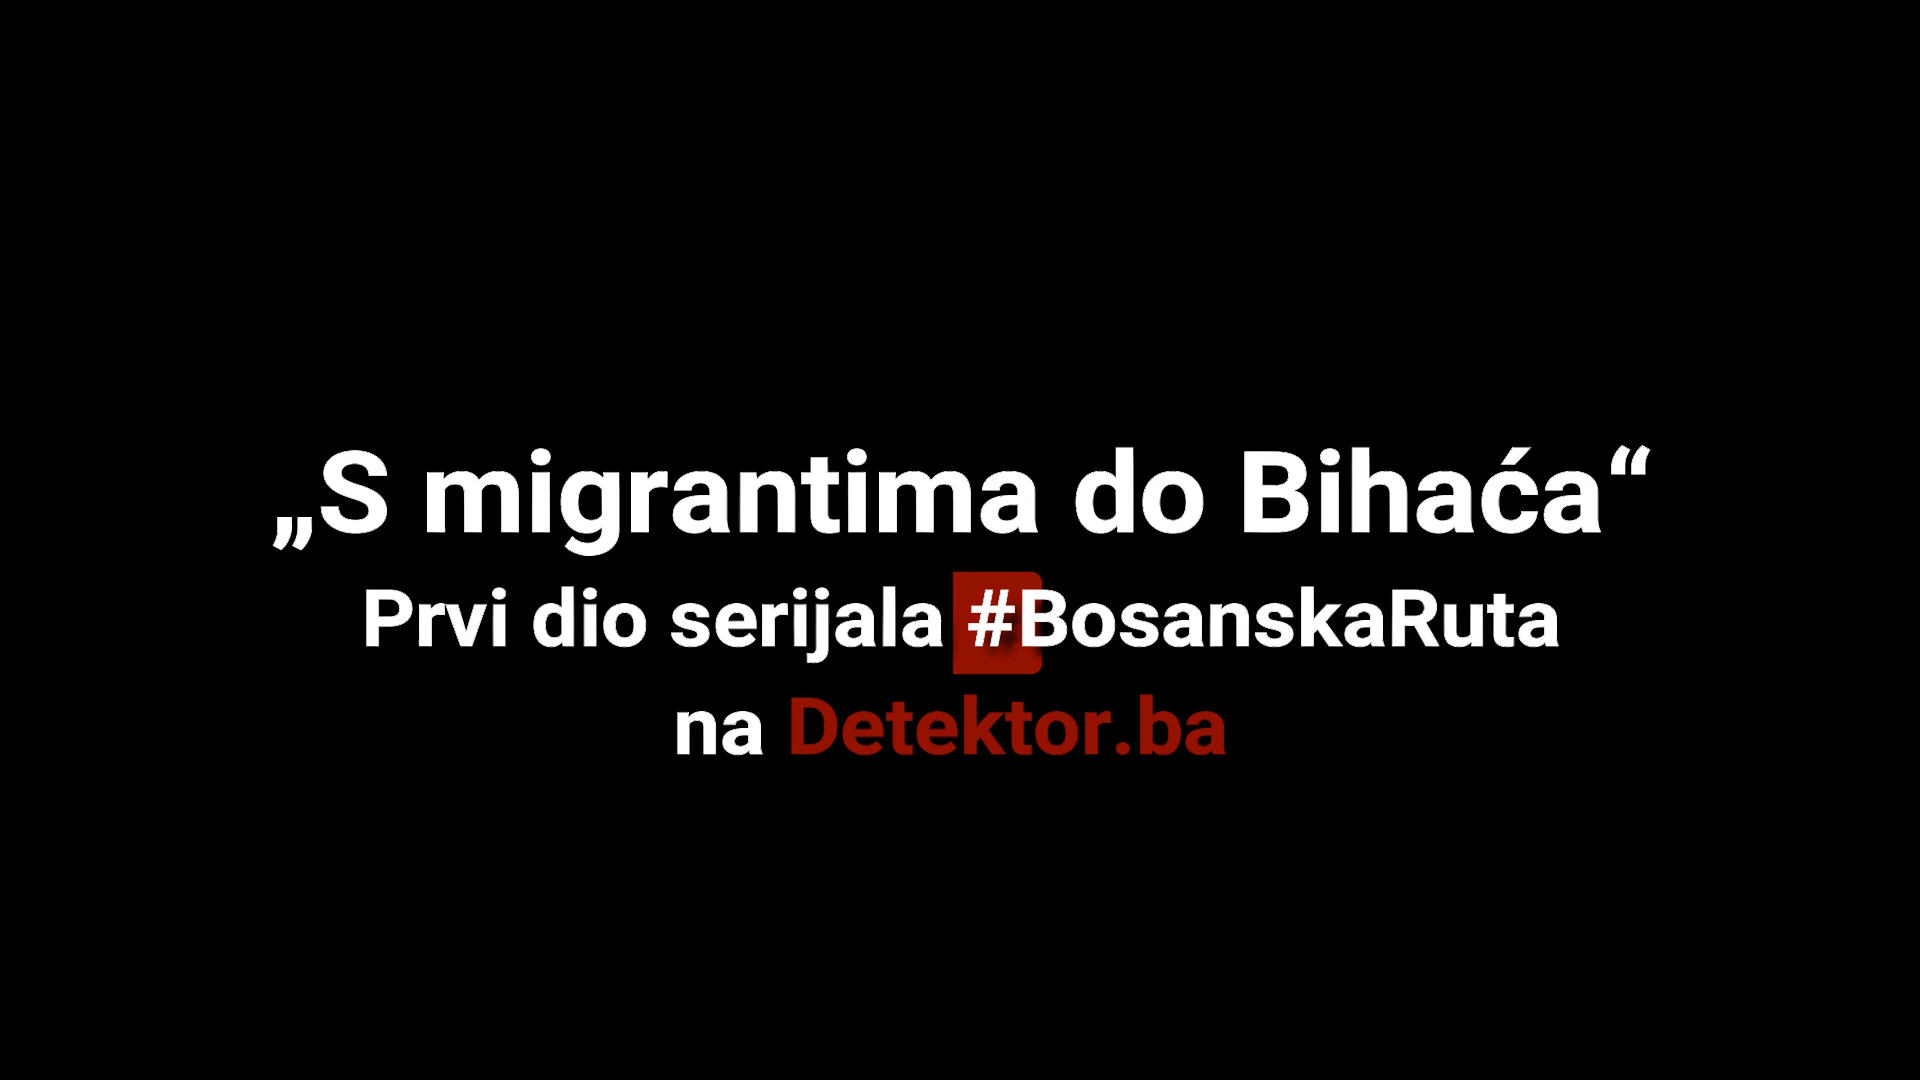 „S migrantima do Bihaća“
Prvi dio serijala #BosanskaRuta
na Detektor.ba